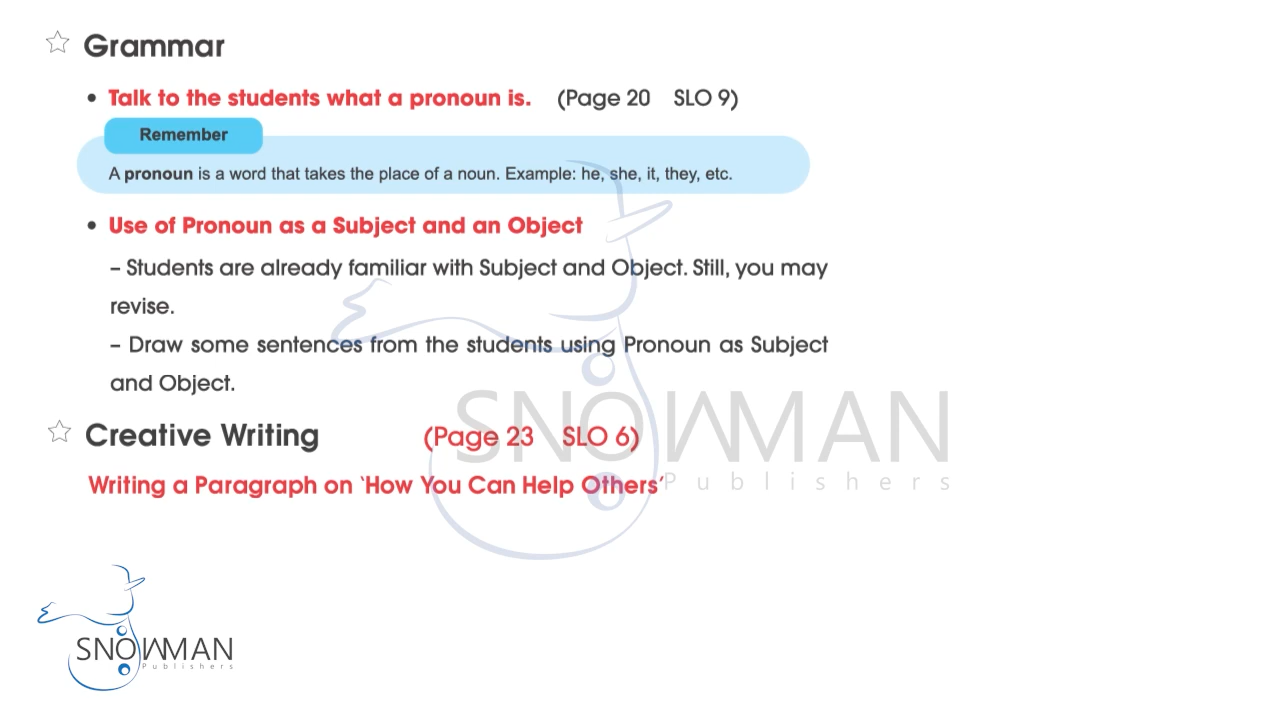 Grammar
• Talk to the students what a pronoun is. (Page 20 SLO 9)
Remember
A pronoun is a word that takes the place of a noun. Example: he, she, it, they, etc.
• Use of Pronoun as a Subject and an Object
– Students are already familiar with Subject and Object. Still, you may
revise.
– Draw some sentences from the students using Pronoun as Subject
and Object.
Creative Writing (Page 23 SLO 6)
Writing a Paragraph on ‘How You Can Help Others’
SNOWMAN
Publishers
SNOWMAN
Publishers